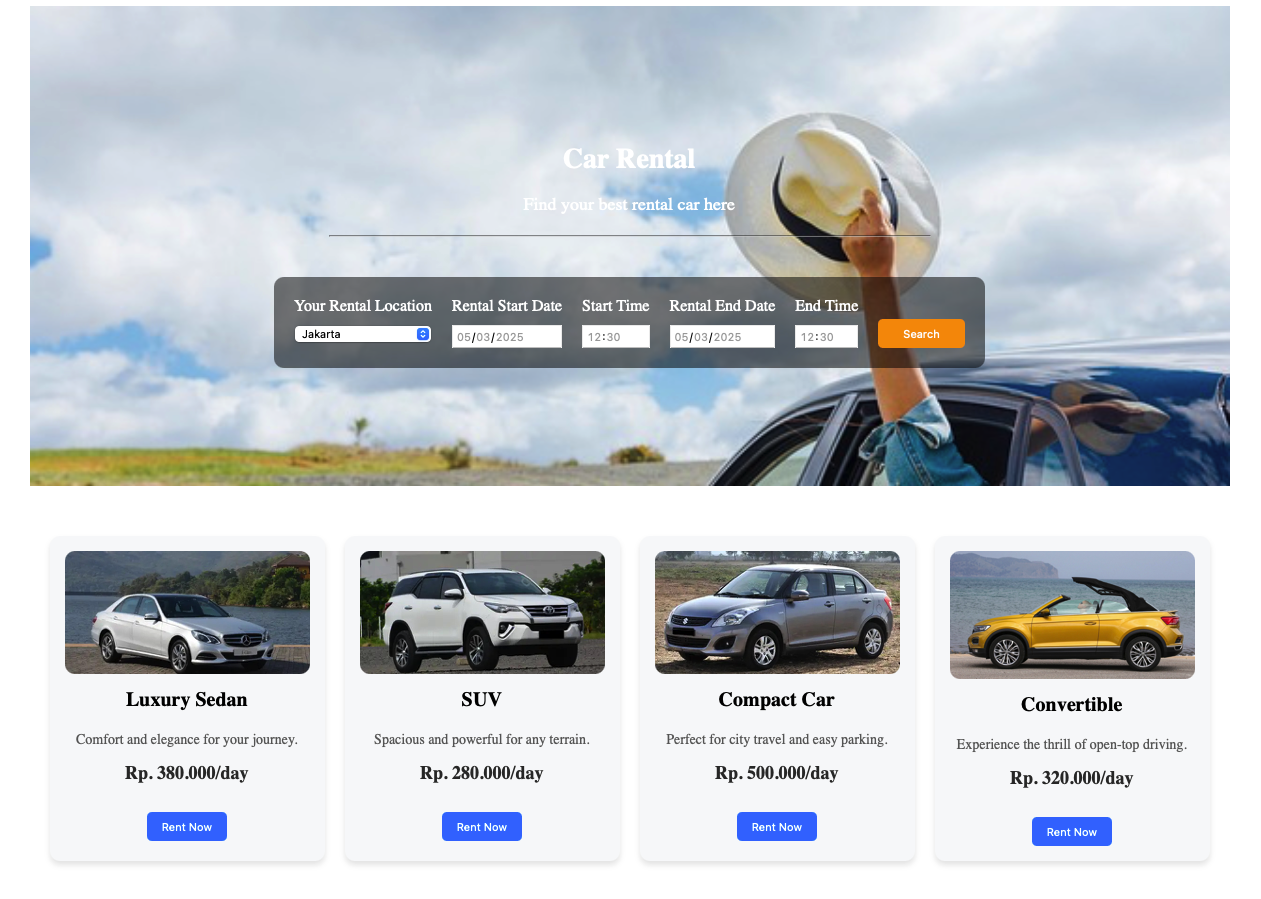 Car Rental
Find your best rental car here
Your Rental Location Rental Start Date Start Time Rental End Date End Time
Jakarta 05/03/2025 12:30 05/03/2025 12:30 Search
Luxury Sedan
Comfort and elegance for your journey.
Rp. 380.000/day
Rent Now
SUV
Spacious and powerful for any terrain.
Rp. 280.000/day
Rent Now
Compact Car
Perfect for city travel and easy parking.
Rp. 500.000/day
Rent Now
Convertible
Experience the thrill of open-top driving.
Rp. 320.000/day
Rent Now